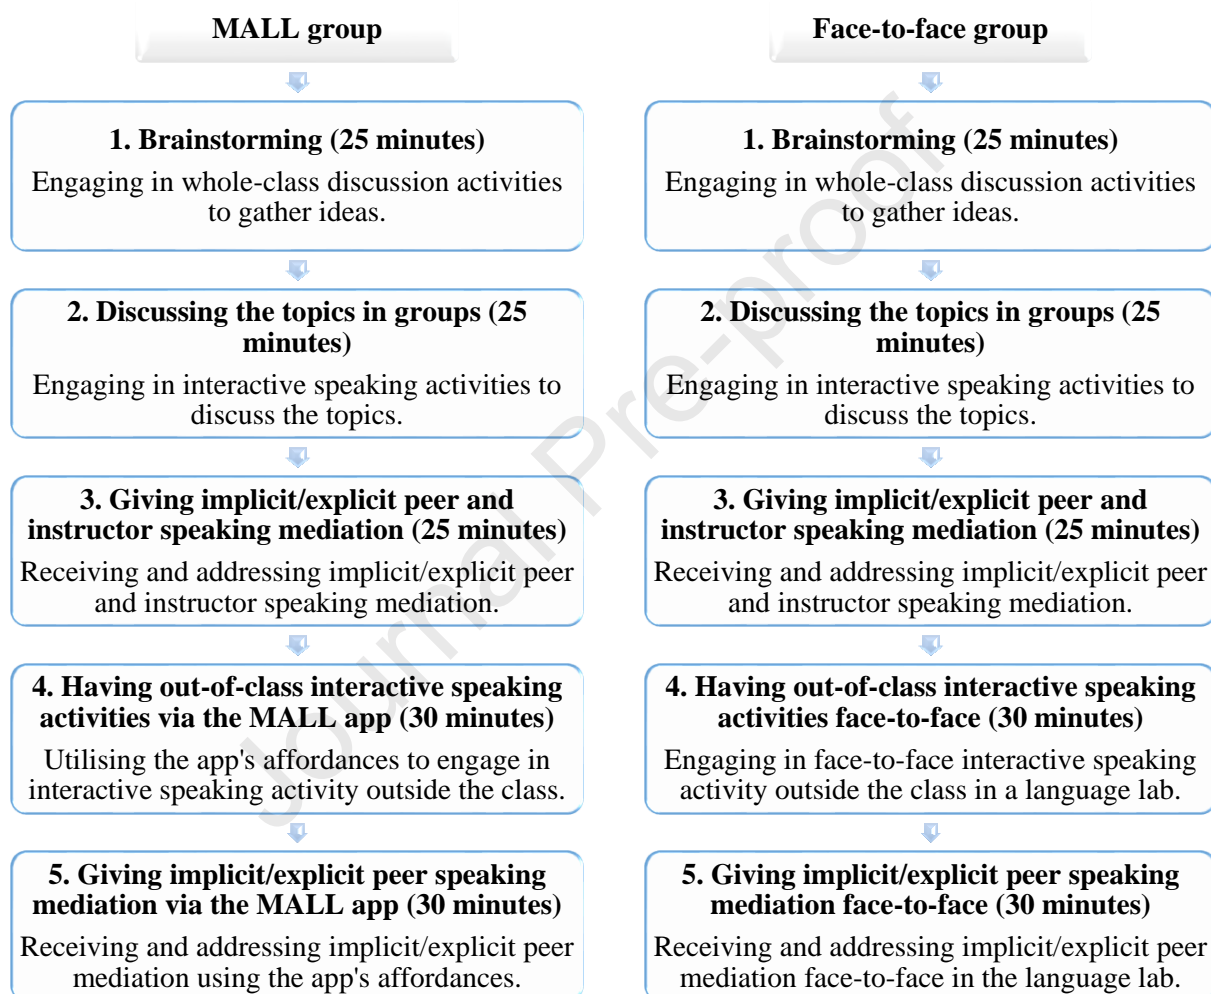 MALL group
1. Brainstorming (25 minutes)
Engaging in whole-class discussion activities
to gather ideas.
2. Discussing the topics in groups (25
minutes)
Engaging in interactive speaking activities to
discuss the topics.
3. Giving implicit/explicit peer and
instructor speaking mediation (25 minutes)
Receiving and addressing implicit/explicit peer
and instructor speaking mediation.
4. Having out-of-class interactive speaking
activities via the MALL app (30 minutes)
Utilising the app's affordances to engage in
interactive speaking activity outside the class.
5. Giving implicit/explicit peer speaking
mediation via the MALL app (30 minutes)
Receiving and addressing implicit/explicit peer
mediation using the app's affordances.
Face-to-face group
1. Brainstorming (25 minutes)
Engaging in whole-class discussion activities
to gather ideas.
2. Discussing the topics in groups (25
minutes)
Engaging in interactive speaking activities to
discuss the topics.
3. Giving implicit/explicit peer and
instructor speaking mediation (25 minutes)
Receiving and addressing implicit/explicit peer
and instructor speaking mediation.
4. Having out-of-class interactive speaking
activities face-to-face (30 minutes)
Engaging in face-to-face interactive speaking
activity outside the class in a language lab.
5. Giving implicit/explicit peer speaking
mediation face-to-face (30 minutes)
Receiving and addressing implicit/explicit peer
mediation face-to-face in the language lab.
Journal Pre-proof